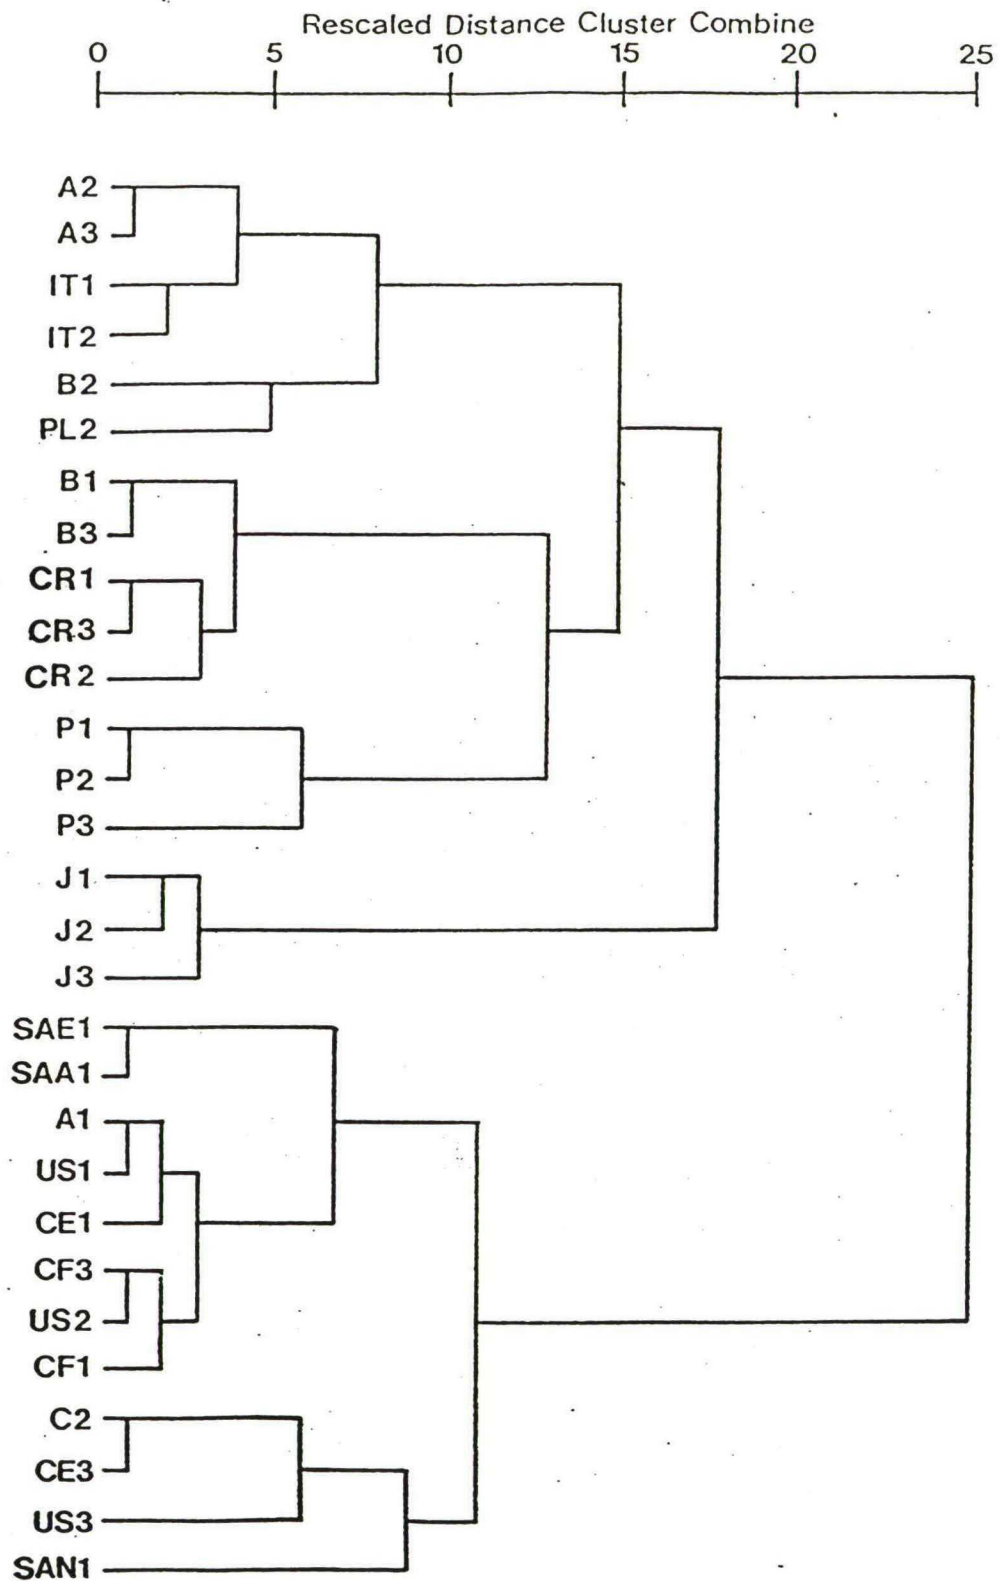 Rescaled Distance Cluster Combine
0 5 10 15 20 25
A2
A3
IT1
IT2
B2
PL2
B1
B3
CR1
CR3
CR2
P1
P2
P3
J1
J2
J3
SAE1
SAA1
A1
US1
CE1
CF3
US2
CF1
C2
CE3
US3
SAN1